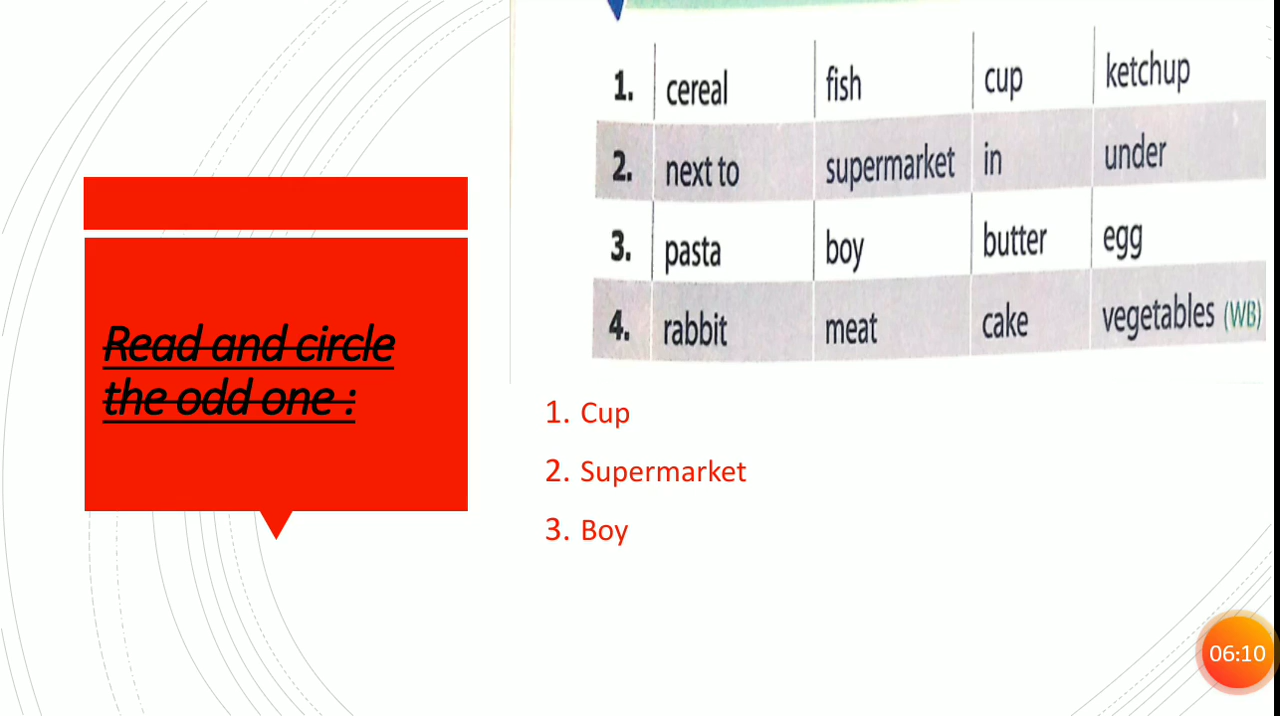 1. cereal fish cup ketchup
2. next to supermarket in under
3. pasta boy butter egg
4. rabbit meat cake vegetables (WB)
Read and circle
the odd one :
1. Cup
2. Supermarket
3. Boy
06:10